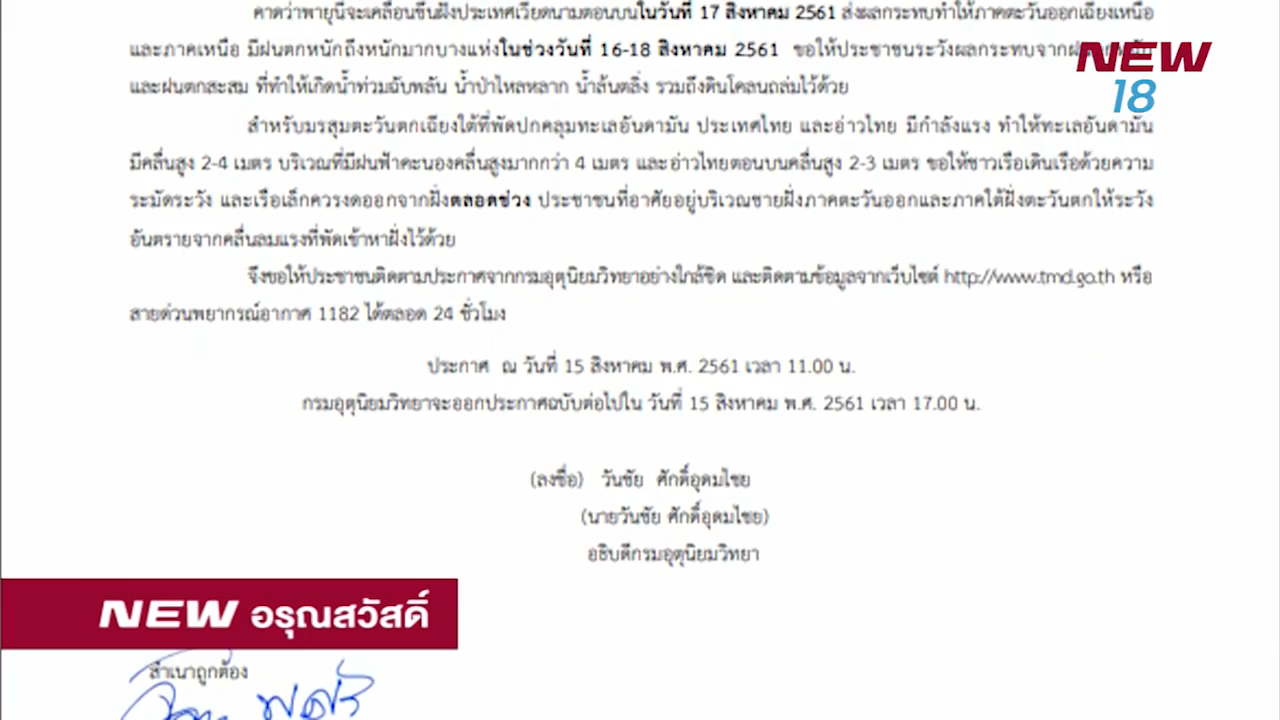 คาดว่าพายุนี้จะเคลื่อนขึ้นฝั่งประเทศเวียดนามตอนบนในวันที่ 17 สิงหาคม 2561 ส่งผลกระทบทำให้ภาคตะวันออกเฉียงเหนือ
และภาคเหนือ มีฝนตกหนักถึงหนักมากบางแห่งในช่วงวันที่ 16-18 สิงหาคม 2561 ขอให้ประชาชนระวังผลกระทบจาก
NEW
18
และฝนตกสะสม ที่ทำให้เกิดน้ำท่วมฉับพลัน น้ำป่าไหลหลาก น้ำล้นตลิ่ง รวมถึงดินโคลนถล่มไว้ด้วย
สำหรับมรสุมตะวันตกเฉียงใต้ที่พัดปกคลุมทะเลอันดามัน ประเทศไทย และอ่าวไทย มีกำลังแรง ทำให้ทะเลอันดามัน
มีคลื่นสูง 2-4 เมตร บริเวณที่มีฝนฟ้าคะนองคลื่นสูงมากกว่า 4 เมตร และอ่าวไทยตอนบนคลื่นสูง 2-3 เมตร ขอให้ชาวเรือเดินเรือด้วยความ
ระมัดระวัง และเรือเล็กควรงดออกจากฝั่งตลอดช่วง ประชาชนที่อาศัยอยู่บริเวณชายฝั่งภาคตะวันออกและภาคใต้ฝั่งตะวันตกให้ระวัง
อันตรายจากคลื่นลมแรงที่พัดเข้าหาฝั่งไว้ด้วย
จึงขอให้ประชาชนติดตามประกาศจากกรมอุตุนิยมวิทยาอย่างใกล้ชิด และติดตามข้อมูลจากเว็บไซต์ http://www.tmd.go.th หรือ
สายด่วนพยากรณ์อากาศ 1182 ได้ตลอด 24 ชั่วโมง
ประกาศ ณ วันที่ 15 สิงหาคม พ.ศ. 2561 เวลา 11.00 น.
กรมอุตุนิยมวิทยาจะออกประกาศฉบับต่อไปใน วันที่ 15 สิงหาคม พ.ศ. 2561 เวลา 17.00 น.
(ลงชื่อ) วันชัย ศักดิ์อุดมไชย
(นายวันชัย ศักดิ์อุดมไชย)
อธิบดีกรมอุตุนิยมวิทยา
NEW อรุณสวัสดิ์
สำเนาถูกต้อง